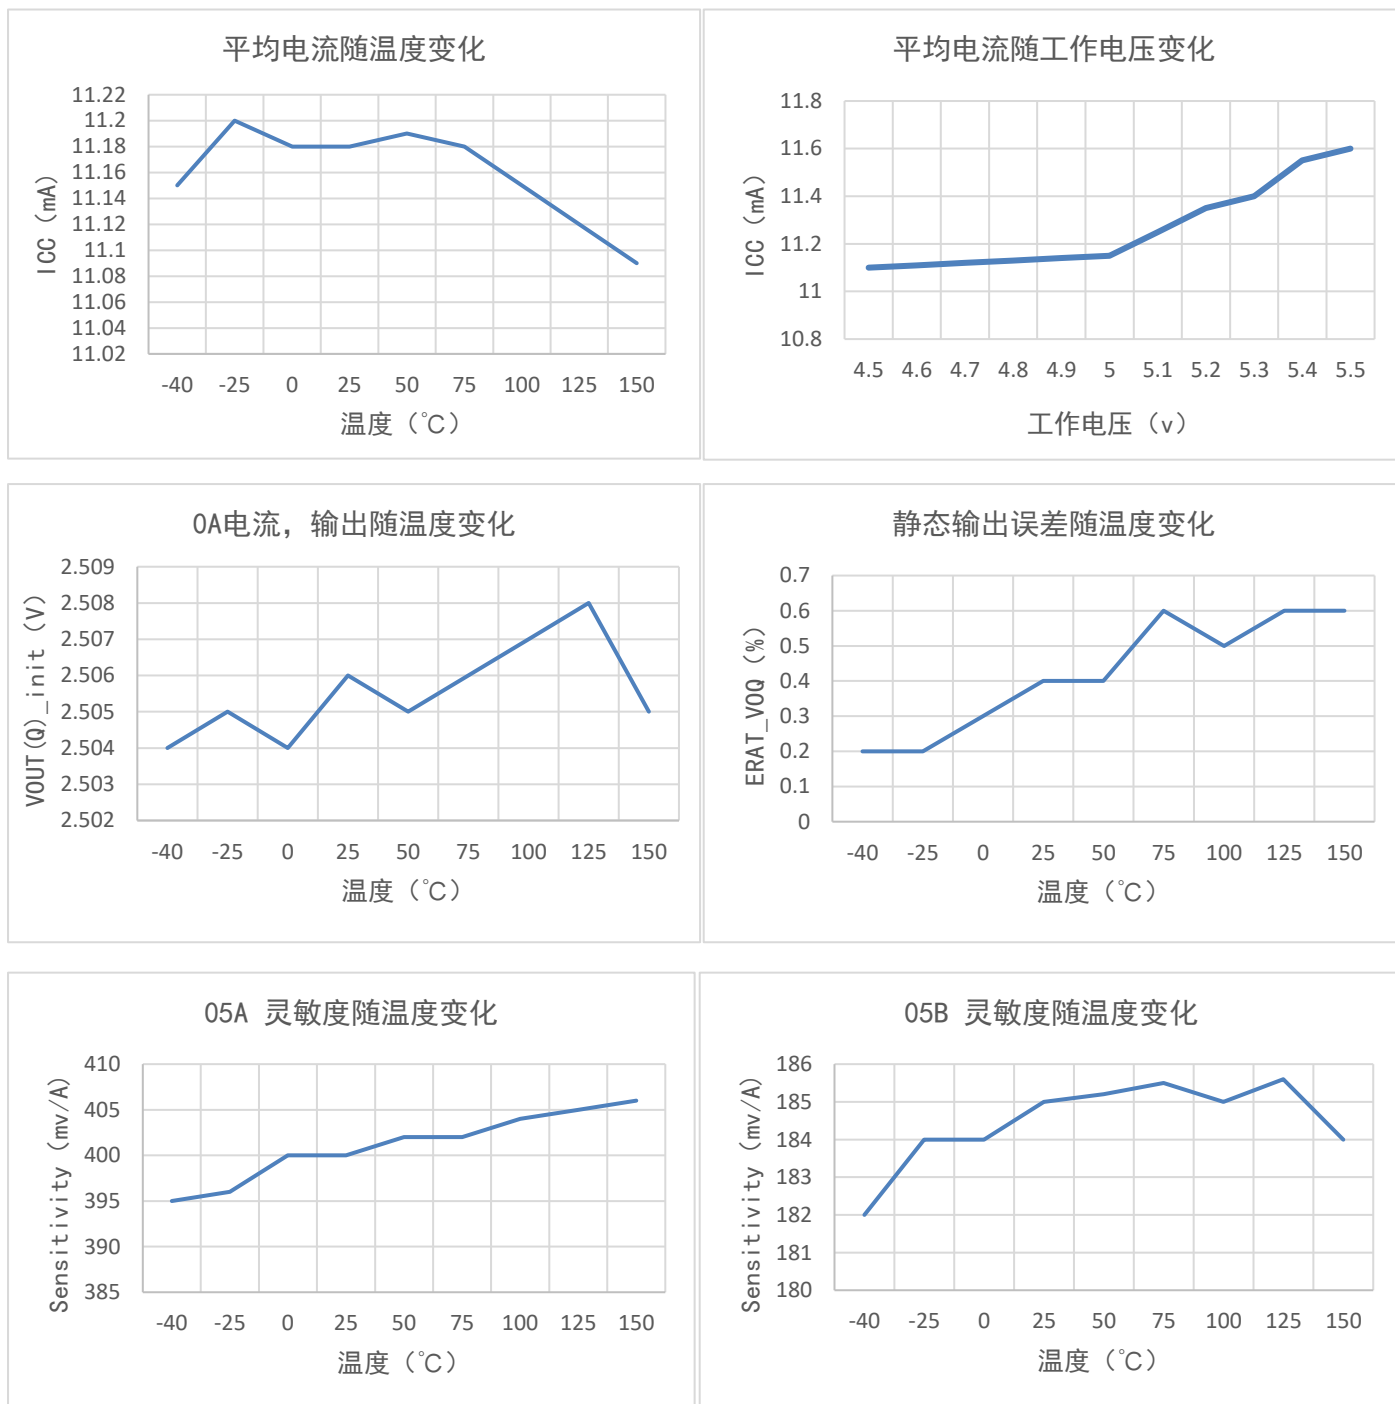 平均电流随温度变化
ICC (mA)
11.22
11.2
11.18
11.16
11.14
11.12
11.1
11.08
11.06
11.04
11.02
-40 -25 0 25 50 75 100 125 150
温度（℃）
平均电流随工作电压变化
ICC (mA)
11.8
11.6
11.4
11.2
11
10.8
4.5 4.6 4.7 4.8 4.9 5 5.1 5.2 5.3 5.4 5.5
工作电压（v）
0A电流，输出随温度变化
VOUT(Q)_init (V)
2.509
2.508
2.507
2.506
2.505
2.504
2.503
2.502
-40 -25 0 25 50 75 100 125 150
温度（℃）
静态输出误差随温度变化
ERAT_VOQ (%)
0.7
0.6
0.5
0.4
0.3
0.2
0.1
0
-40 -25 0 25 50 75 100 125 150
温度（℃）
05A 灵敏度随温度变化
Sensitivity (mv/A)
410
405
400
395
390
385
-40 -25 0 25 50 75 100 125 150
温度（℃）
05B 灵敏度随温度变化
Sensitivity (mv/A)
186
185
184
183
182
181
180
-40 -25 0 25 50 75 100 125 150
温度（℃）